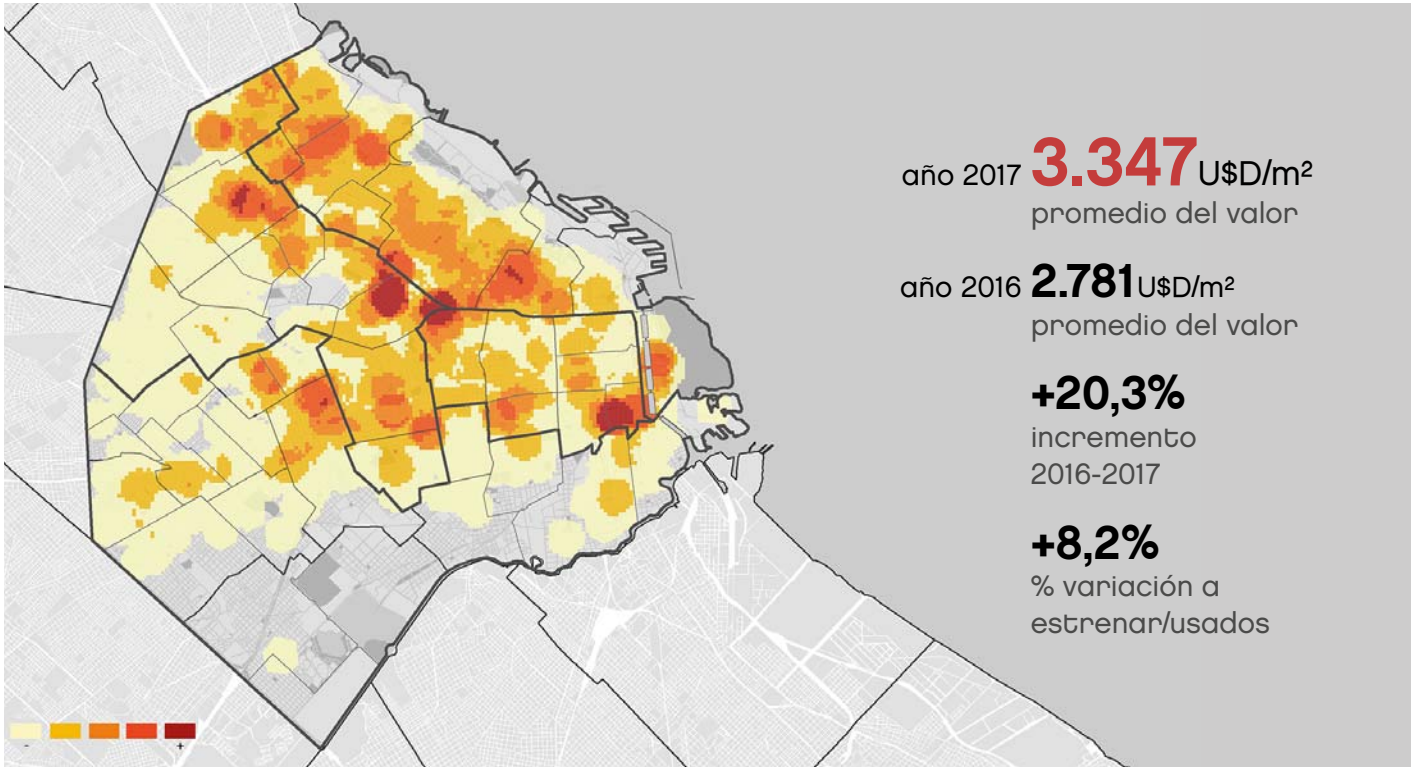 año 2017 3.347 U$D/m²
promedio del valor
año 2016 2.781 U$D/m²
promedio del valor
+20,3%
incremento
2016-2017
+8,2%
% variación a
estrenar/usados
- +